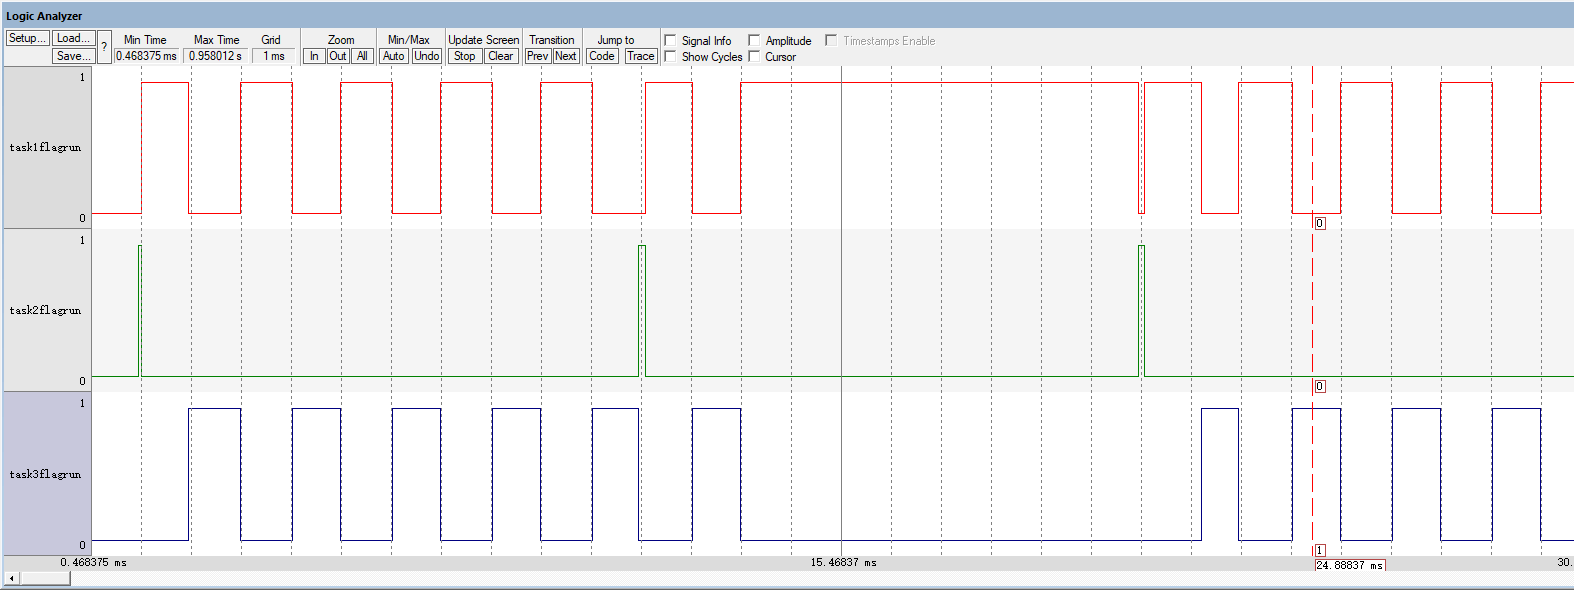 Logic Analyzer
Setup... Load... Min Time Max Time Grid Zoom Min/Max Update Screen Transition Jump to Signal Info Amplitude Timestamps Enable
Save... ? 0.468375 ms 0.958012 s 1 ms In Out All Auto Undo Stop Clear Prev Next Code Trace Show Cycles Cursor
1
task1flagrun
0
0
1
task2flagrun
0
0
1
task3flagrun
0
1
0.468375 ms 15.46837 ms 24.88837 ms 30.